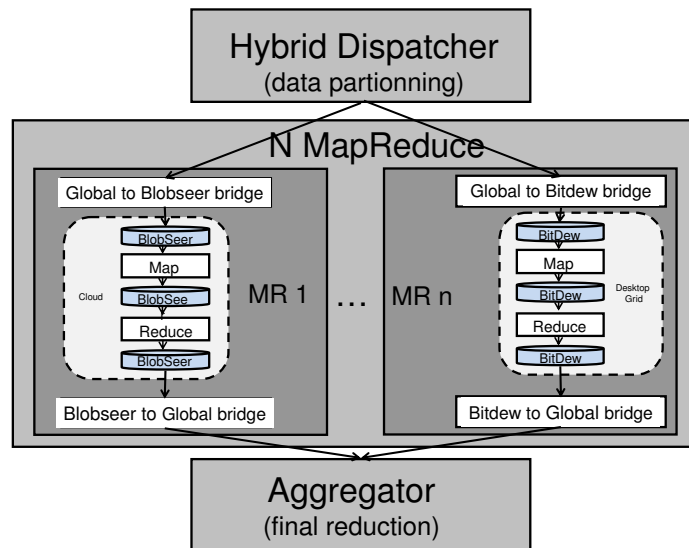 Hybrid Dispatcher
(data partionning)
N MapReduce
Global to Blobseer bridge
BlobSeer
Map
Cloud
BlobSee
Reduce
BlobSeer
Blobseer to Global bridge
MR 1
...
MR n
Global to Bitdew bridge
BitDew
Map
BitDew
Desktop
Grid
Reduce
BitDew
Bitdew to Global bridge
Aggregator
(final reduction)